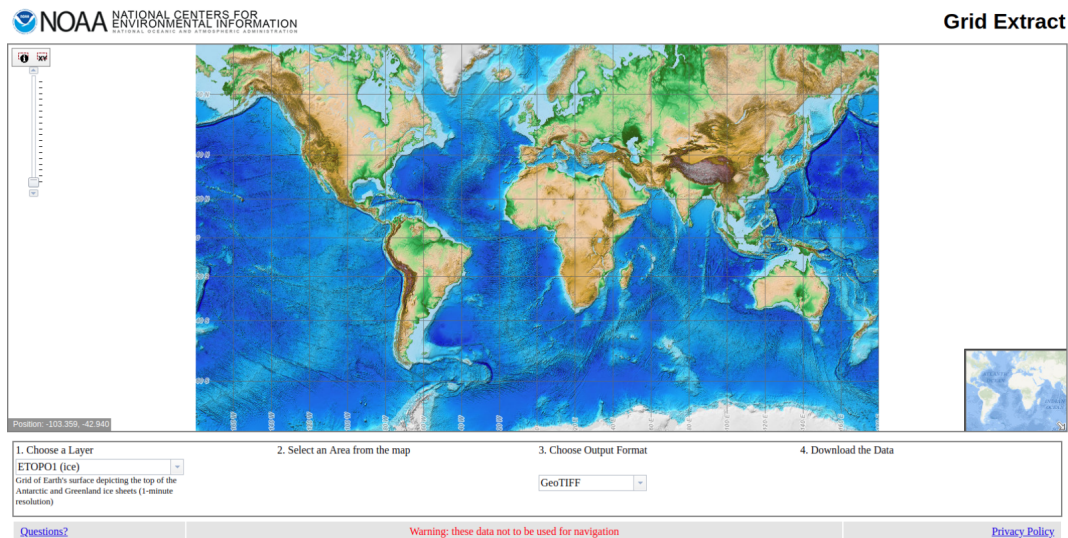 NOAA
NATIONAL CENTERS FOR
ENVIRONMENTAL INFORMATION
NATIONAL OCEANIC AND ATMOSPHERIC ADMINISTRATION
Grid Extract
XY
Position: -103.359, -42.940
1. Choose a Layer
ETOPO1 (ice)
Grid of Earth's surface depicting the top of the
Antarctic and Greenland ice sheets (1-minute
resolution)
2. Select an Area from the map
3. Choose Output Format
GeoTIFF
4. Download the Data
Questions?
Warning: these data not to be used for navigation
Privacy Policy